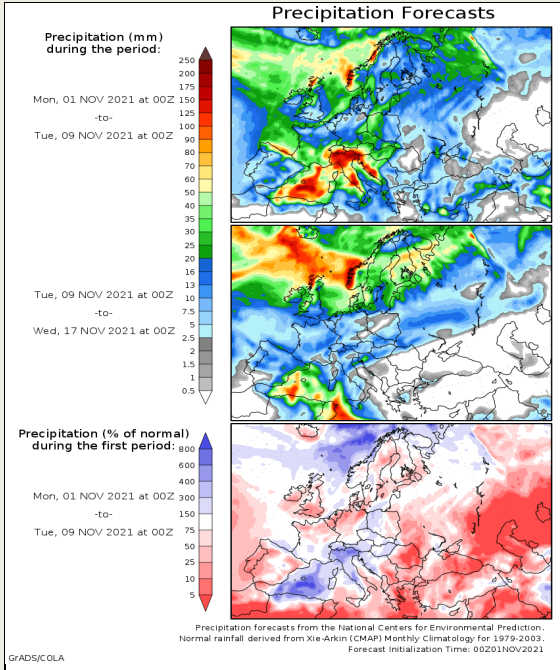 Precipitation Forecasts
Precipitation (mm)
during the period:
Mon, 01 NOV 2021 at 00Z
-to-
Tue, 09 NOV 2021 at 00Z
250
200
175
150
125
100
90
80
70
60
50
40
35
30
25
20
16
13
10
7.5
5
2.5
2
1.5
1
0.5
Tue, 09 NOV 2021 at 00Z
-to-
Wed, 17 NOV 2021 at 00Z
Precipitation (% of normal)
during the first period:
Mon, 01 NOV 2021 at 00Z
-to-
Tue, 09 NOV 2021 at 00Z
800
600
400
300
150
75
50
25
10
5
Precipitation forecasts from the National Centers for Environmental Prediction.
Normal rainfall derived from Xie-Arkin (CMAP) Monthly Climatology for 1979-2003.
Forecast Initialization Time: 00Z01NOV2021
GrADS/COLA